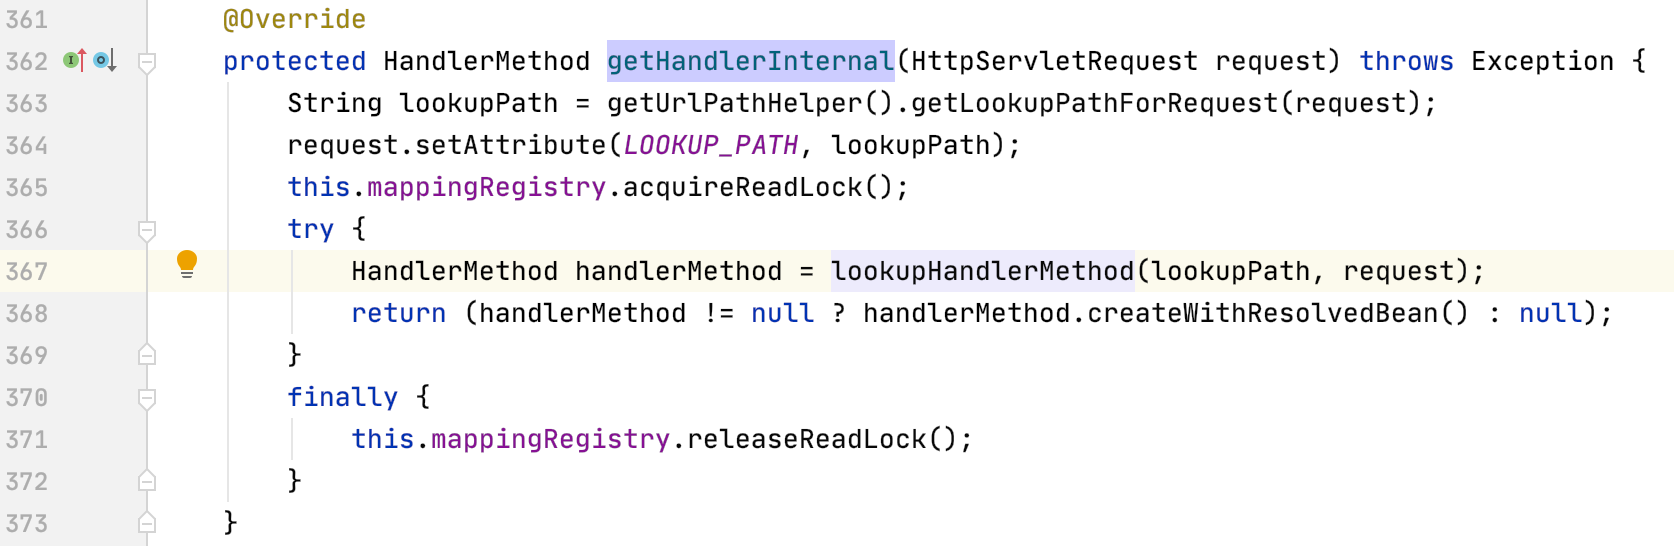 361 @Override
362 protected HandlerMethod getHandlerInternal(HttpServletRequest request) throws Exception {
363 String lookupPath = getUrlPathHelper().getLookupPathForRequest(request);
364 request.setAttribute(LOOKUP_PATH, lookupPath);
365 this.mappingRegistry.acquireReadLock();
366 try {
367 HandlerMethod handlerMethod = lookupHandlerMethod(lookupPath, request);
368 return (handlerMethod != null ? handlerMethod.createWithResolvedBean() : null);
369 }
370 finally {
371 this.mappingRegistry.releaseReadLock();
372 }
373 }